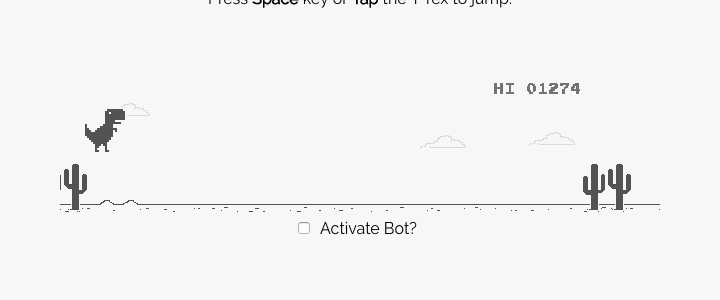 Press Space key or Tap the T-rex to jump.
HI 01274
Activate Bot?